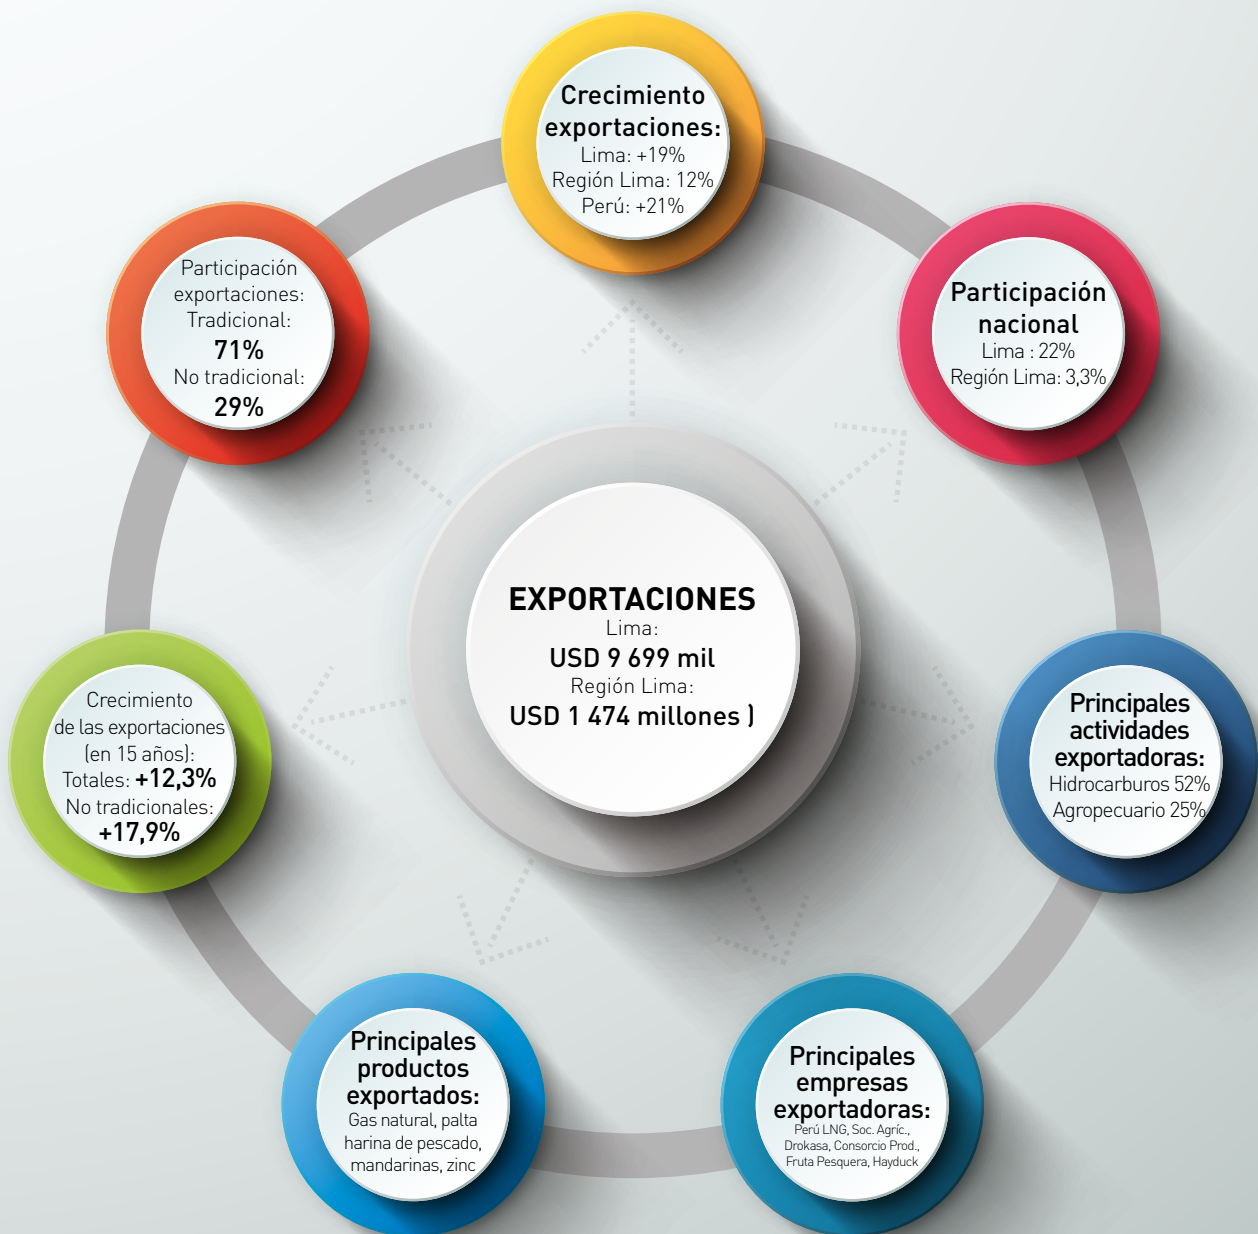 Crecimiento
exportaciones:
Lima: +19%
Región Lima: 12%
Perú: +21%
Participación
nacional
Lima : 22%
Región Lima: 3,3%
Principales
actividades
exportadoras:
Hidrocarburos 52%
Agropecuario 25%
Principales
empresas
exportadoras:
Perú LNG, Soc. Agríc.,
Drokasa, Consorcio Prod.,
Fruta Pesquera, Hayduck
Principales
productos
exportados:
Gas natural, palta
harina de pescado,
mandarinas, zinc
Crecimiento
de las exportaciones
(en 15 años):
Totales: +12,3%
No tradicionales:
+17,9%
Participación
exportaciones:
Tradicional:
71%
No tradicional:
29%
EXPORTACIONES
Lima:
USD 9 699 mil
Región Lima:
USD 1 474 millones )